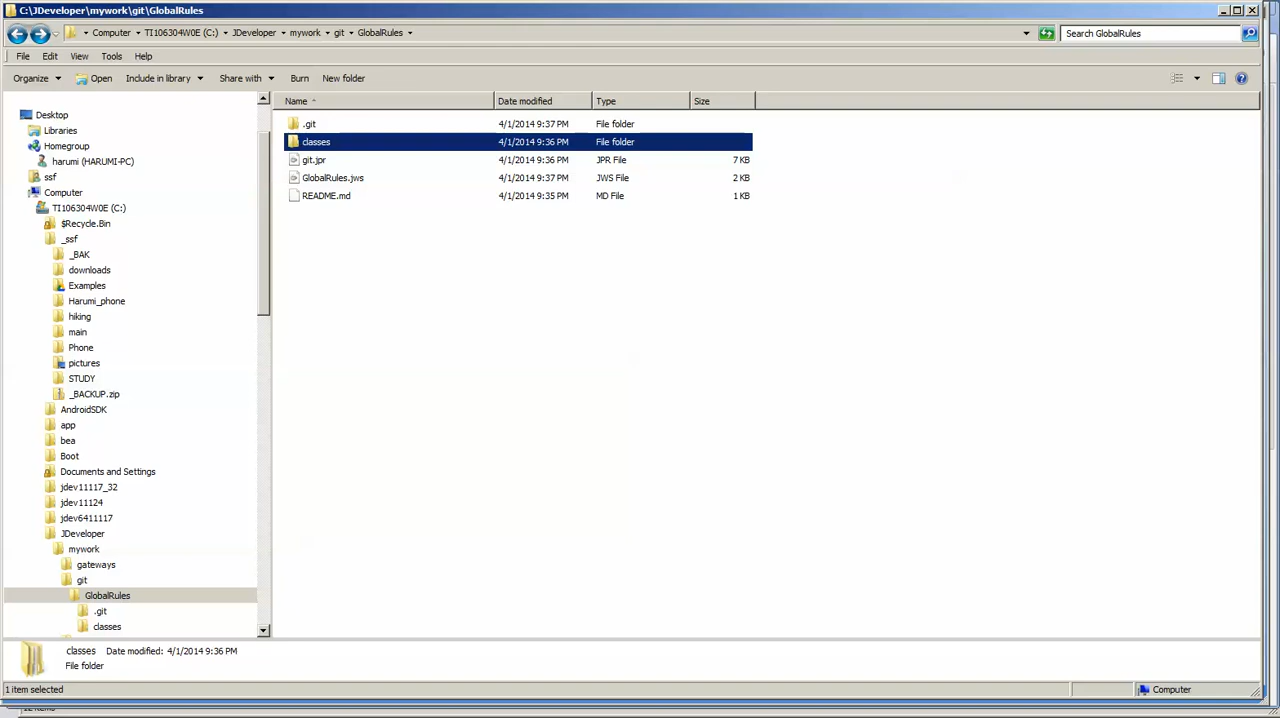 C:\JDeveloper\mywork\git\GlobalRules
Computer TI106304W0E (C:) JDeveloper mywork git GlobalRules
Search GlobalRules
File Edit View Tools Help
Organize Open Include in library Share with Burn New folder
Name Date modified Type Size
.git 4/1/2014 9:37 PM File folder
classes 4/1/2014 9:36 PM File folder
git.jpr 4/1/2014 9:36 PM JPR File 7 KB
GlobalRules.jws 4/1/2014 9:37 PM JWS File 2 KB
README.md 4/1/2014 9:35 PM MD File 1 KB
Desktop
Libraries
Homegroup
harumi (HARUMI-PC)
ssf
Computer
TI106304W0E (C:)
$Recycle.Bin
_ssf
_BAK
downloads
Examples
Harumi_phone
hiking
main
Phone
pictures
STUDY
_BACKUP.zip
AndroidSDK
app
bea
Boot
Documents and Settings
jdev11117_32
jdev11124
jdev6411117
JDeveloper
mywork
gateways
git
GlobalRules
.git
classes
classes Date modified: 4/1/2014 9:36 PM
File folder
1 item selected
Computer